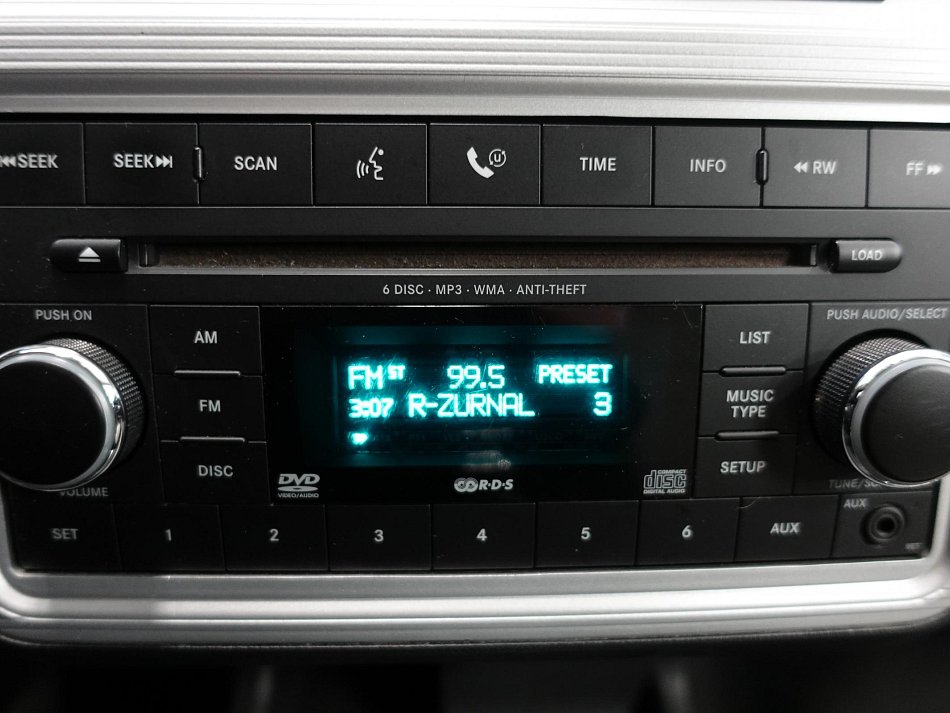 SEEK SEEK SCAN TIME INFO RW FF
LOAD
6 DISC · MP3 · WMA · ANTI-THEFT
PUSH ON
PUSH AUDIO/SELECT
AM
LIST
FM ST 99.5 PRESET
3:07 R-ZURNAL 3
FM
MUSIC
TYPE
DISC
SETUP
VOLUME
DVD
VIDEO/AUDIO
R·D·S
COMPACT
disc
DIGITAL AUDIO
AUX
SET 1 2 3 4 5 6 AUX